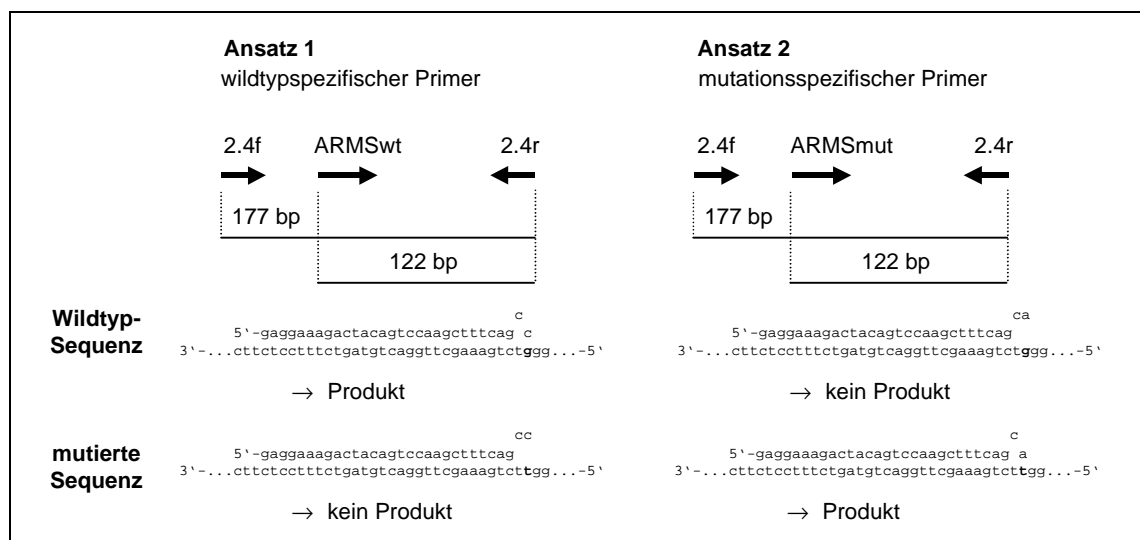 Ansatz 1 Ansatz 2
wildtypspezifischer Primer mutationsspezifischer Primer
2.4f ARMSwt 2.4r 2.4f ARMSmut 2.4r
177 bp 177 bp
122 bp 122 bp
Wildtyp-
Sequenz
c
5‘-gaggaaagactacagtccaagctttcag c
3‘-...cttctcctttctgatgtcaggttcgaaagtctgggg...-5‘
→ Produkt
ca
5‘-gaggaaagactacagtccaagctttcag
3‘-...cttctcctttctgatgtcaggttcgaaagtctgggg...-5‘
→ kein Produkt
mutierte
Sequenz
cc
5‘-gaggaaagactacagtccaagctttcag
3‘-...cttctcctttctgatgtcaggttcgaaagtcttgg...-5‘
→ kein Produkt
c
5‘-gaggaaagactacagtccaagctttcag a
3‘-...cttctcctttctgatgtcaggttcgaaagtcttgg...-5‘
→ Produkt